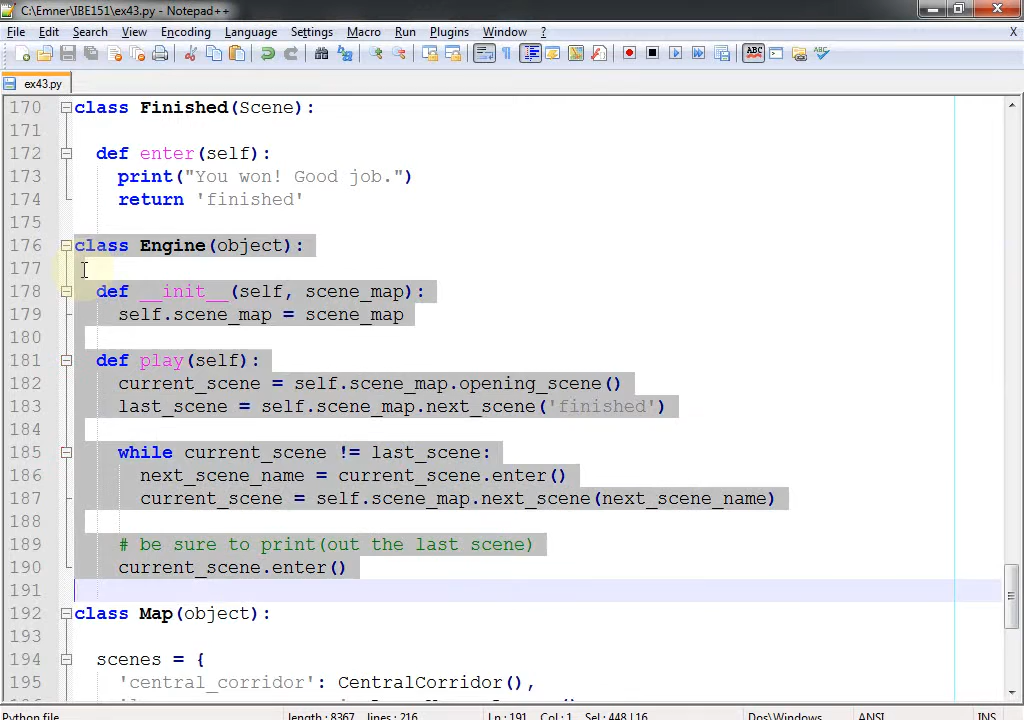 C:\Emner\IBE151\ex43.py - Notepad++
File Edit Search View Encoding Language Settings Macro Run Plugins Window ? X
ex43.py
170 class Finished(Scene):
171
172 def enter(self):
173 print("You won! Good job.")
174 return 'finished'
175
176 class Engine(object):
177
178 def __init__(self, scene_map):
179 self.scene_map = scene_map
180
181 def play(self):
182 current_scene = self.scene_map.opening_scene()
183 last_scene = self.scene_map.next_scene('finished')
184
185 while current_scene != last_scene:
186 next_scene_name = current_scene.enter()
187 current_scene = self.scene_map.next_scene(next_scene_name)
188
189 # be sure to print(out the last scene)
190 current_scene.enter()
191
192 class Map(object):
193
194 scenes = {
195 'central_corridor': CentralCorridor(),
Python file length : 8367 lines : 216 Ln : 191 Col : 1 Sel : 448 | 16 Dos\Windows ANSI INS